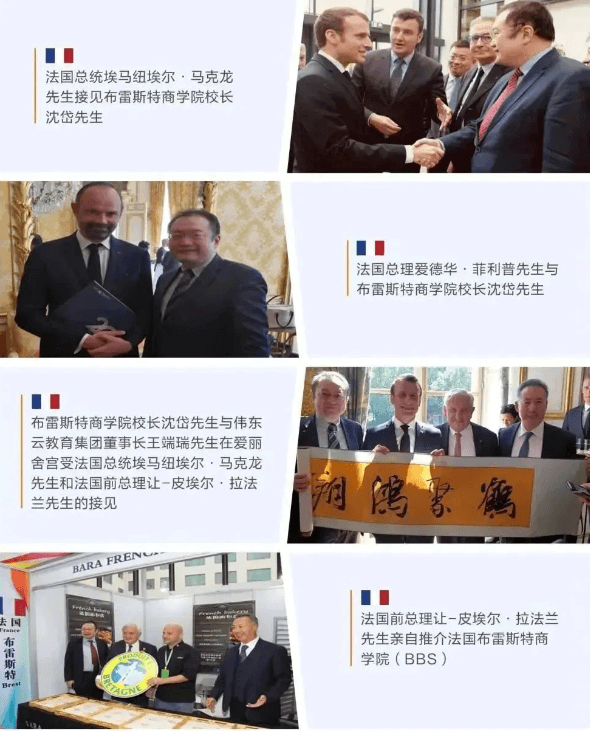 法国总统埃马纽埃尔·马克龙
先生接见布雷斯特商学院校长
沈岱先生
法国总理爱德华·菲利普先生与
布雷斯特商学院校长沈岱先生
布雷斯特商学院校长沈岱先生与伟东
云教育集团董事长王端瑞先生在爱丽
舍宫受法国总统埃马纽埃尔·马克龙
先生和法国前总理让-皮埃尔·拉法
兰先生的接见
翔鸿聚鹤
BARA FRENCH
法国
France
布雷斯特
Brest
French Bakery
PRODUIT EN
BRETAGNE
法国前总理让-皮埃尔·拉法兰
先生亲自推介法国布雷斯特商
学院（BBS）